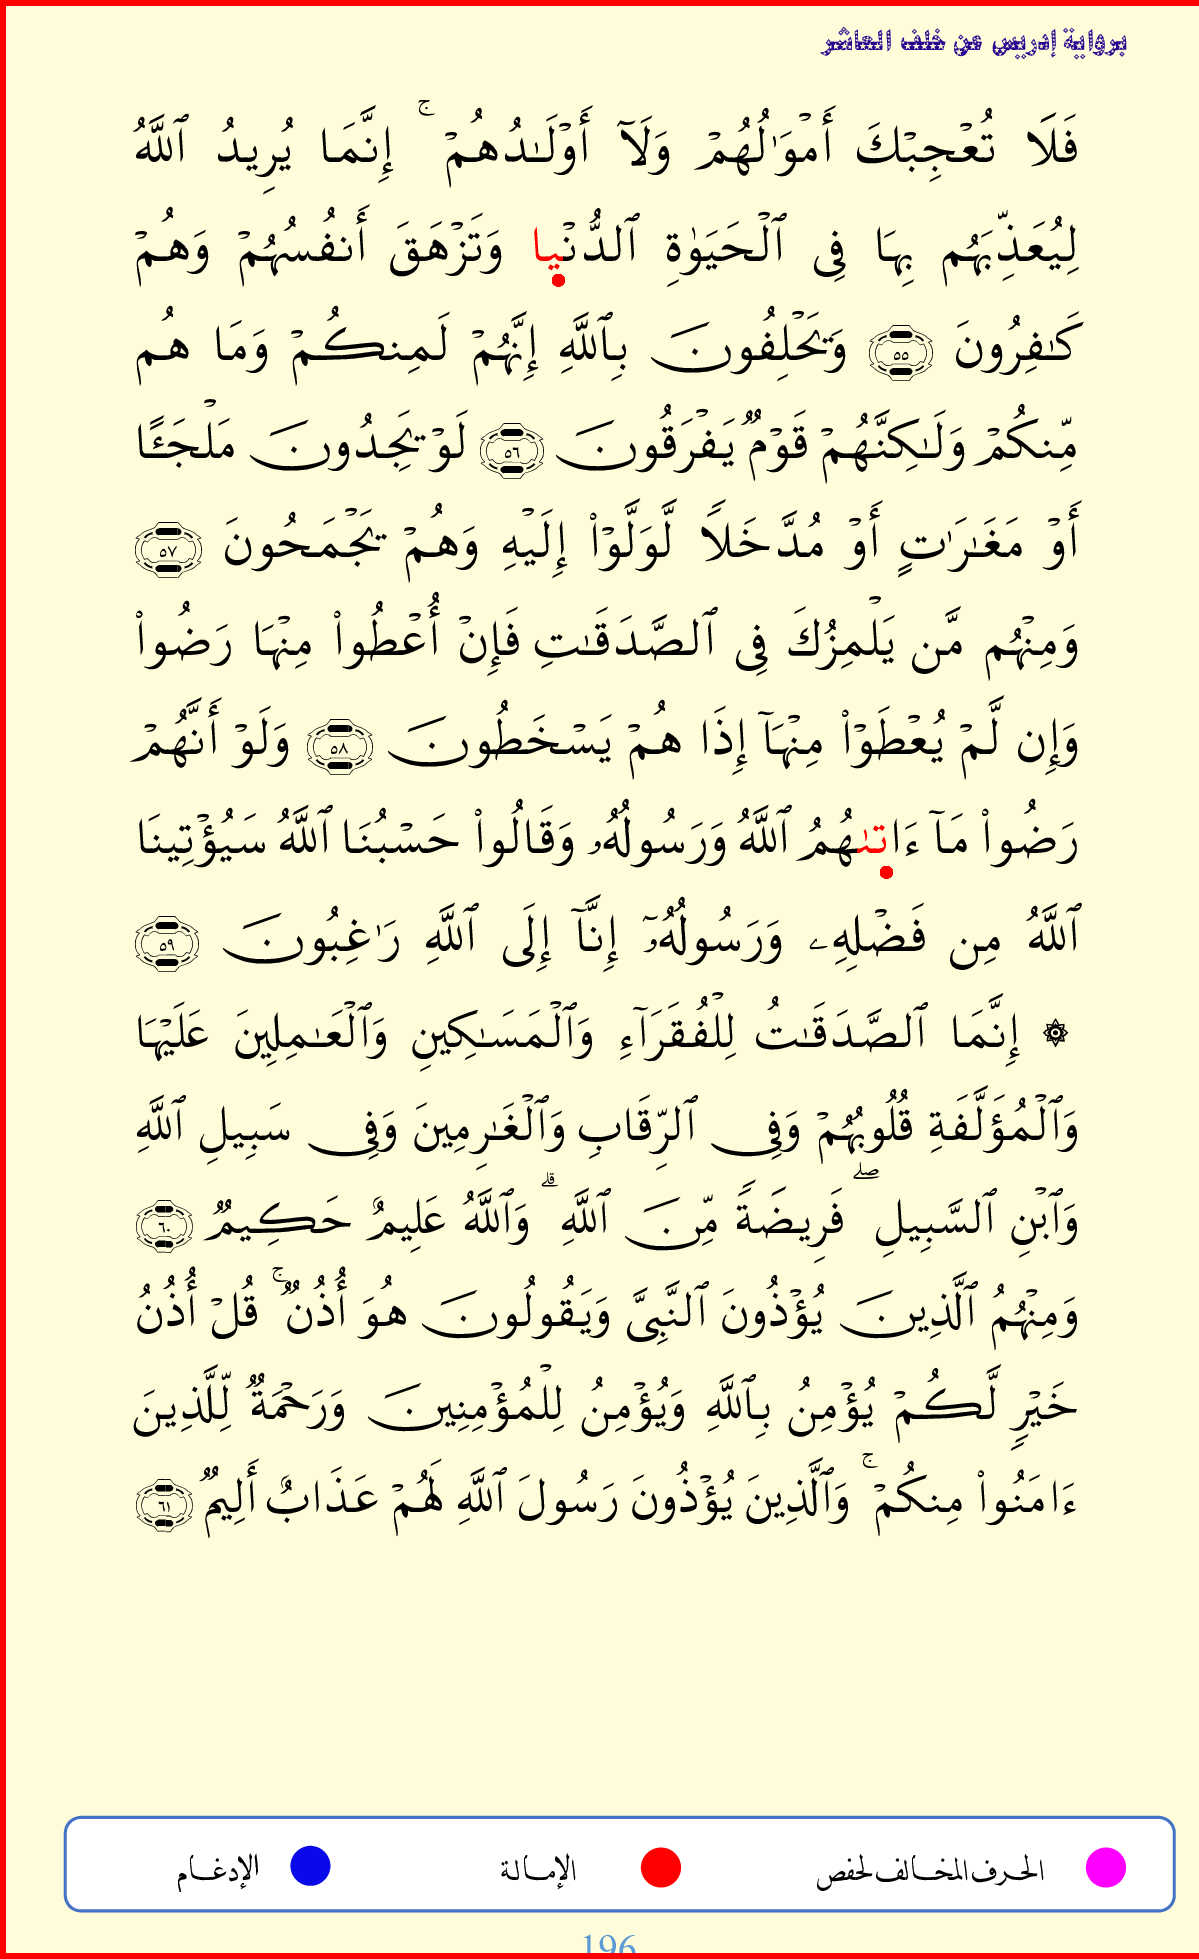 برواية إدريس عن خلف العاشر
فَلَا تُعۡجِبۡكَ أَمۡوَٰلُهُمۡ وَلَآ أَوۡلَٰدُهُمۡۚ إِنَّمَا يُرِيدُ ٱللَّهُ
لِيُعَذِّبَهُم بِهَا فِي ٱلۡحَيَوٰةِ ٱلدُّنۡيا وَتَزۡهَقَ أَنفُسُهُمۡ وَهُمۡ
كَٰفِرُونَ ٥٥ وَيَحۡلِفُونَ بِٱللَّهِ إِنَّهُمۡ لَمِنكُمۡ وَمَا هُم
مِّنكُمۡ وَلَٰكِنَّهُمۡ قَوۡمٞ يَفۡرَقُونَ ٥٦ لَوۡ يَجِدُونَ مَلۡجَـًٔا
أَوۡ مَغَٰرَٰتٍ أَوۡ مُدَّخَلٗا لَّوَلَّوۡاْ إِلَيۡهِ وَهُمۡ يَجۡمَحُونَ ٥٧
وَمِنۡهُم مَّن يَلۡمِزُكَ فِي ٱلصَّدَقَٰتِ فَإِنۡ أُعۡطُواْ مِنۡهَا رَضُواْ
وَإِن لَّمۡ يُعۡطَوۡاْ مِنۡهَآ إِذَا هُمۡ يَسۡخَطُونَ ٥٨ وَلَوۡ أَنَّهُمۡ
رَضُواْ مَآ ءَاتىٰهُمُ ٱللَّهُ وَرَسُولُهُۥ وَقَالُواْ حَسۡبُنَا ٱللَّهُ سَيُؤۡتِينَا
ٱللَّهُ مِن فَضۡلِهِۦ وَرَسُولُهُۥٓ إِنَّآ إِلَى ٱللَّهِ رَٰغِبُونَ ٥٩
۞ إِنَّمَا ٱلصَّدَقَٰتُ لِلۡفُقَرَآءِ وَٱلۡمَسَٰكِينِ وَٱلۡعَٰمِلِينَ عَلَيۡهَا
وَٱلۡمُؤَلَّفَةِ قُلُوبُهُمۡ وَفِي ٱلرِّقَابِ وَٱلۡغَٰرِمِينَ وَفِي سَبِيلِ ٱللَّهِ
وَٱبۡنِ ٱلسَّبِيلِۖ فَرِيضَةٗ مِّنَ ٱللَّهِۗ وَٱللَّهُ عَلِيمٌ حَكِيمٞ ٦٠
وَمِنۡهُمُ ٱلَّذِينَ يُؤۡذُونَ ٱلنَّبِيَّ وَيَقُولُونَ هُوَ أُذُنٞۚ قُلۡ أُذُنُ
خَيۡرٖ لَّكُمۡ يُؤۡمِنُ بِٱللَّهِ وَيُؤۡمِنُ لِلۡمُؤۡمِنِينَ وَرَحۡمَةٞ لِّلَّذِينَ
ءَامَنُواْ مِنكُمۡۚ وَٱلَّذِينَ يُؤۡذُونَ رَسُولَ ٱللَّهِ لَهُمۡ عَذَابٌ أَلِيمٞ ٦١
الحرف المخالف لحفص الإمالة الإدغام
196